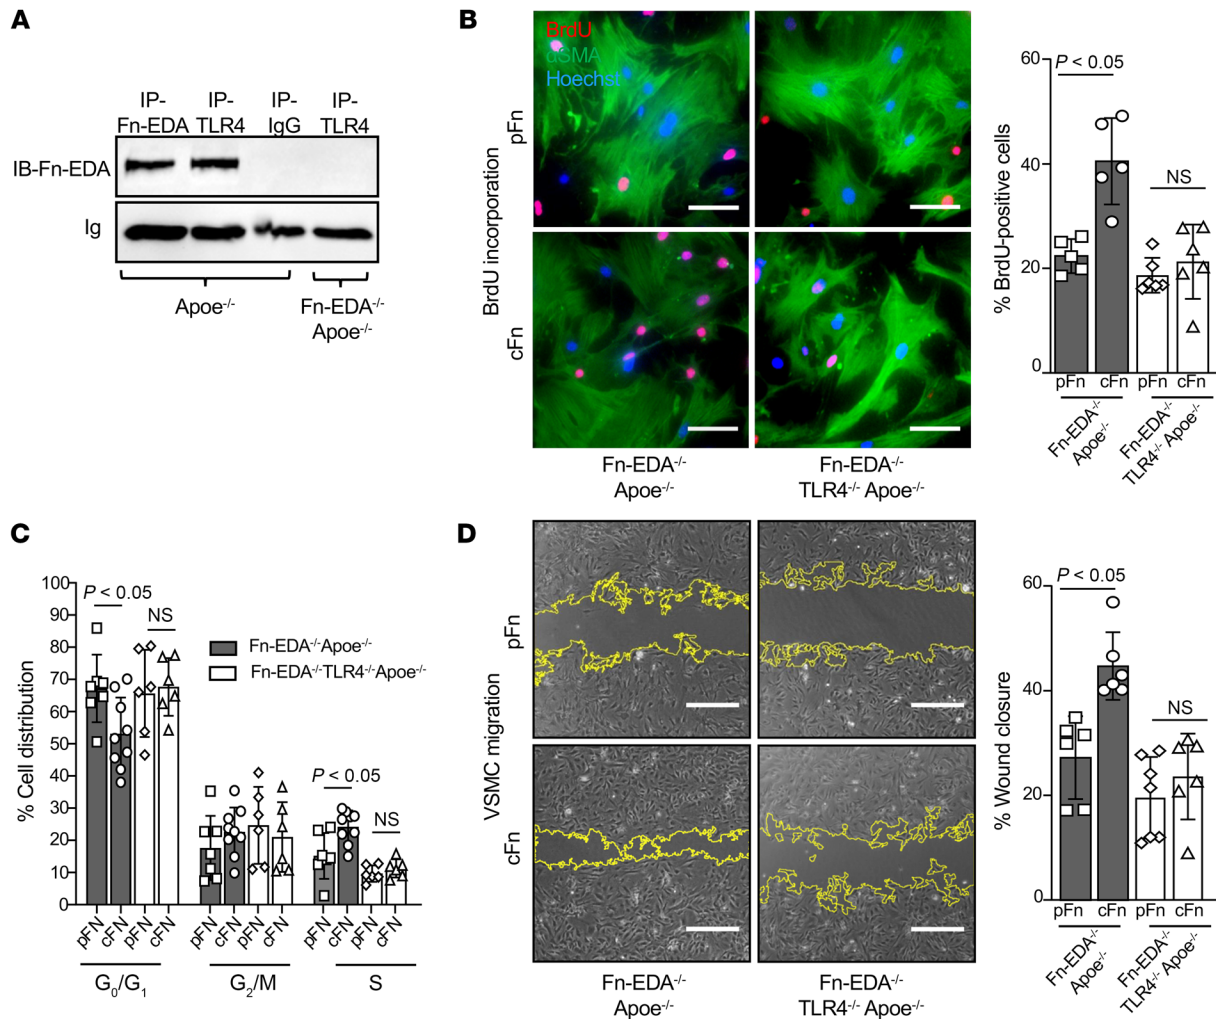 A
IP-
Fn-EDA
IP-
TLR4
IP-
IgG
IP-
TLR4
IB-Fn-EDA
Ig
Apoe-/-
Fn-EDA-/-
Apoe-/-
B
BrdU
αSMA
Hoechst
BrdU incorporation
pFn
cFn
Fn-EDA-/-
Apoe-/-
Fn-EDA-/-
TLR4-/- Apoe-/-
% BrdU-positive cells
60
40
20
0
P < 0.05
NS
pFn
cFn
pFn
cFn
Fn-EDA-/-
Apoe-/-
Fn-EDA-/-
TLR4-/- Apoe-/-
C
% Cell distribution
100
90
80
70
60
50
40
30
20
10
0
P < 0.05
NS
Fn-EDA-/-Apoe-/-
Fn-EDA-/-TLR4-/-Apoe-/-
P < 0.05
NS
pFN
cFN
pFN
cFN
pFN
cFN
pFN
cFN
pFN
cFN
pFN
cFN
G0/G1
G2/M
S
D
VSMC migration
pFn
cFn
Fn-EDA-/-
Apoe-/-
Fn-EDA-/-
TLR4-/- Apoe-/-
% Wound closure
60
40
20
0
P < 0.05
NS
pFn
cFn
pFn
cFn
Fn-EDA-/-
Apoe-/-
Fn-EDA-/-
TLR4-/- Apoe-/-